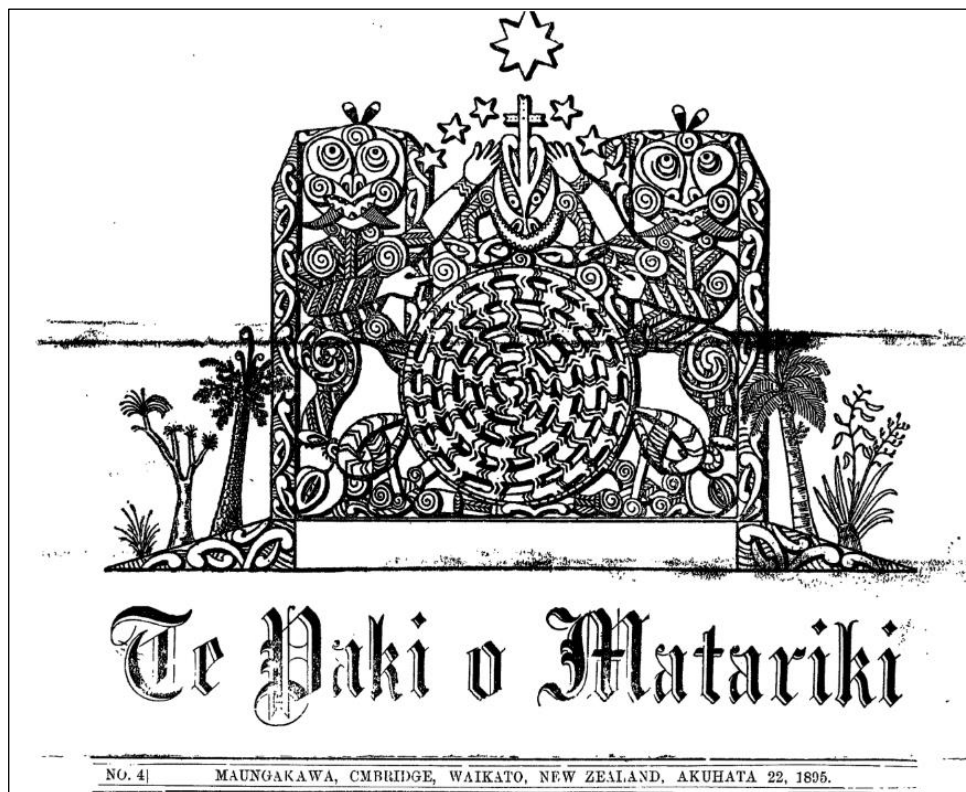 Te Paki o Matariki
NO. 4| MAUNGAKAWA, CMBRIDGE, WAIKATO, NEW ZEALAND, AKUHATA 22, 1895.